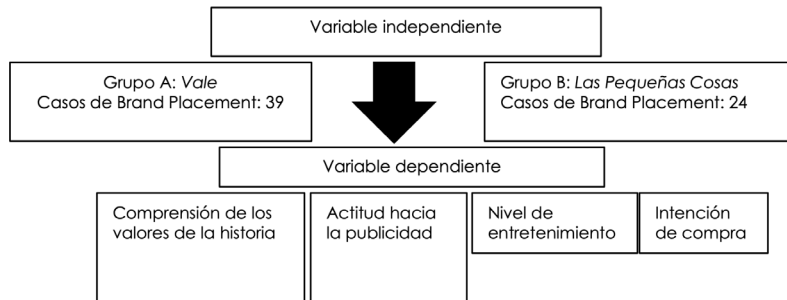 Variable independiente
Grupo A: Vale
Casos de Brand Placement: 39
Grupo B: Las Pequeñas Cosas
Casos de Brand Placement: 24
Variable dependiente
Comprensión de los
valores de la historia
Actitud hacia
la publicidad
Nivel de
entretenimiento
Intención
de compra